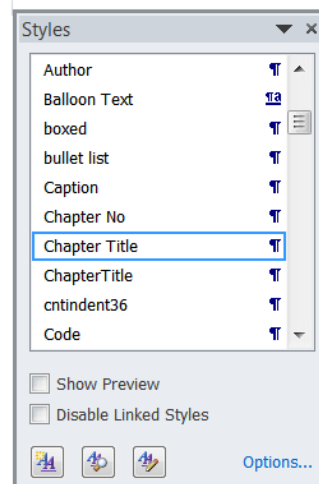 Styles
Author ¶
Balloon Text ¶a
boxed ¶
bullet list ¶
Caption ¶
Chapter No ¶
Chapter Title ¶
ChapterTitle ¶
cntindent36 ¶
Code ¶
Show Preview
Disable Linked Styles
Options...